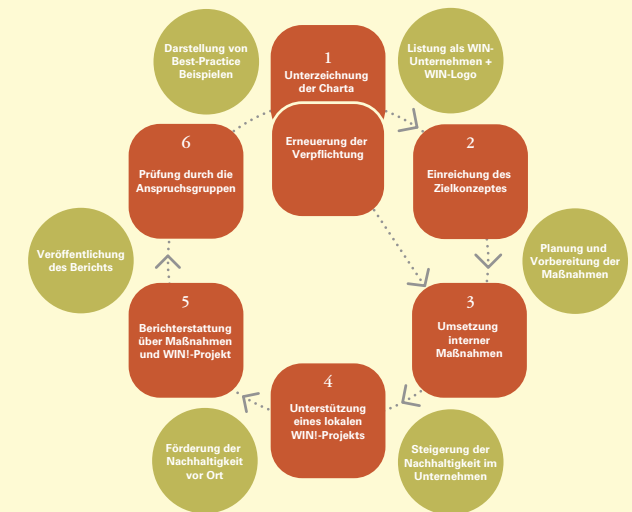 Darstellung von
Best-Practice
Beispielen
1
Unterzeichnung
der Charta
Listung als WIN-
Unternehmen +
WIN-Logo
Erneuerung der
Verpflichtung
6
Prüfung durch die
Anspruchsgruppen
2
Einreichung des
Zielkonzeptes
Veröffentlichung
des Berichts
Planung und
Vorbereitung der
Maßnahmen
5
Berichterstattung
über Maßnahmen
und WIN!-Projekt
3
Umsetzung
interner
Maßnahmen
4
Unterstützung
eines lokalen
WIN!-Projekts
Förderung der
Nachhaltigkeit
vor Ort
Steigerung der
Nachhaltigkeit im
Unternehmen